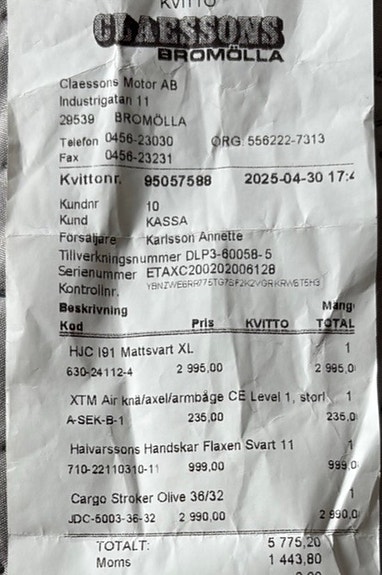 KVITTO
CLAESSONS
BROMÖLLA
Claessons Motor AB
Industrigatan 11
29539 BROMÖLLA
Telefon 0456-23030 ORG: 556222-7313
Fax 0456-23231
Kvittonr. 95057588 2025-04-30 17:4
Kundnr 10
Kund KASSA
Försäljare Karlsson Annette
Tillverkningsnummer DLP3-60058-5
Serienummer ETAXC200202006128
Kontrollnr.
Beskrivning Mäng
Kod Pris KVITTO TOTAL
HJC I91 Mattsvart XL 1
630-24112-4 2 995,00 2 995,0
XTM Air knä/axel/armbåge CE Level 1, storl 1
A-SEK-B-1 235,00 235,0
Halvarssons Handskar Flaxen Svart 11 1
710-22110310-11 999,00 999,0
Cargo Stroker Olive 36/32 1
JDC-5003-36-32 2 990,00 2 990,0
TOTALT: 5 775,20
Moms 1 443,80